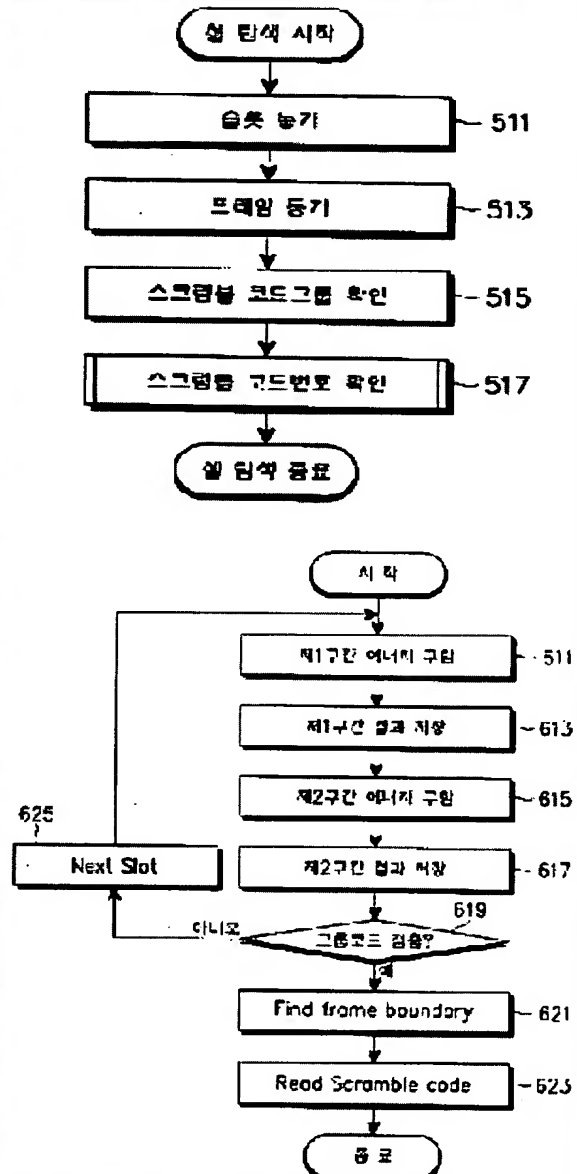 셀 탐색 시작
슬롯 동기 511
프레임 동기 513
스크램블 코드그룹 확인 515
스크램블 코드번호 확인 517
셀 탐색 종료
시 작
제1구간 에너지 구함 511
제1구간 결과 저장 613
제2구간 에너지 구함 615
625
Next Slot
제2구간 결과 저장 617
619
아니오
그룹코드 검출?
예
Find frame boundary 621
Read Scramble code 623
종 료